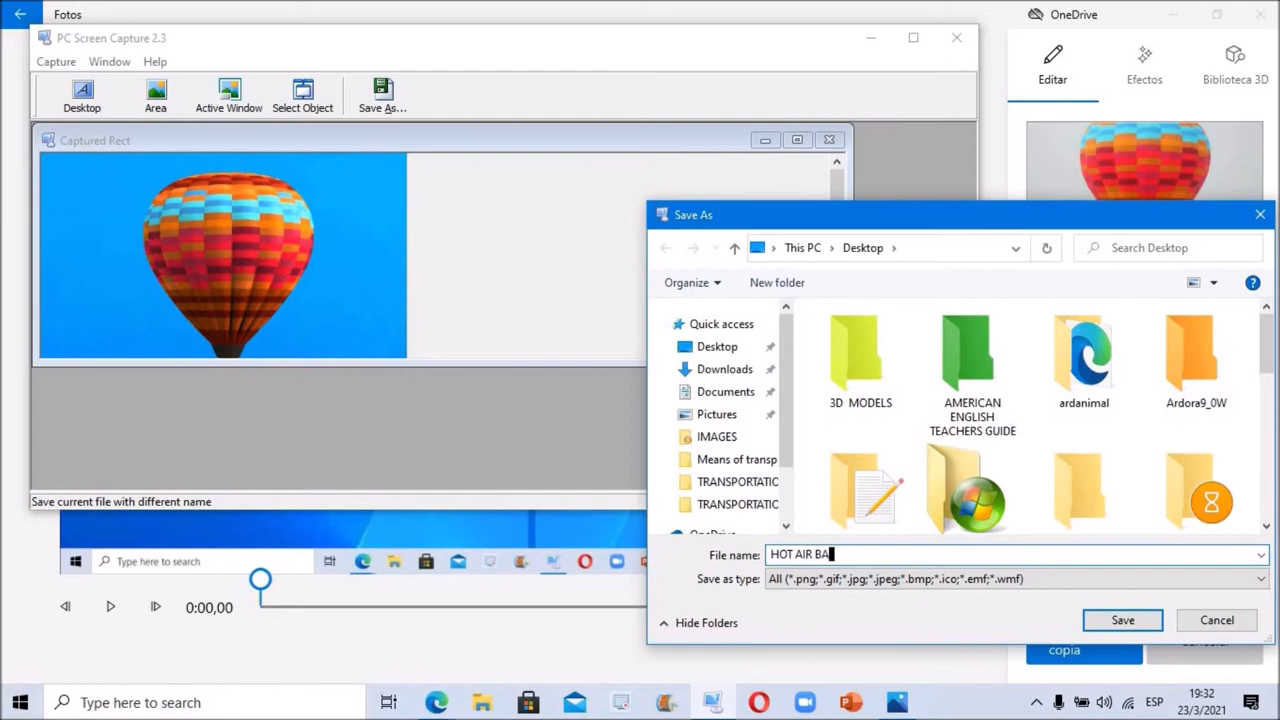 Fotos
OneDrive
PC Screen Capture 2.3
Capture Window Help
Desktop Area Active Window Select Object Save As...
Editar Efectos Biblioteca 3D
Captured Rect
Save As
This PC Desktop
Search Desktop
Organize New folder
Quick access
Desktop
Downloads
Documents
Pictures
IMAGES
Means of transp
TRANSPORTATIO
TRANSPORTATIO
3D MODELS
AMERICAN
ENGLISH
TEACHERS GUIDE
ardanimal
Ardora9_0W
Save current file with different name
File name: HOT AIR BA
Save as type: All (*.png;*.gif;*.jpg;*.jpeg;*.bmp;*.ico;*.emf;*.wmf)
Hide Folders
Save Cancel
Type here to search
0:00,00
copia
Type here to search
ESP
19:32
23/3/2021